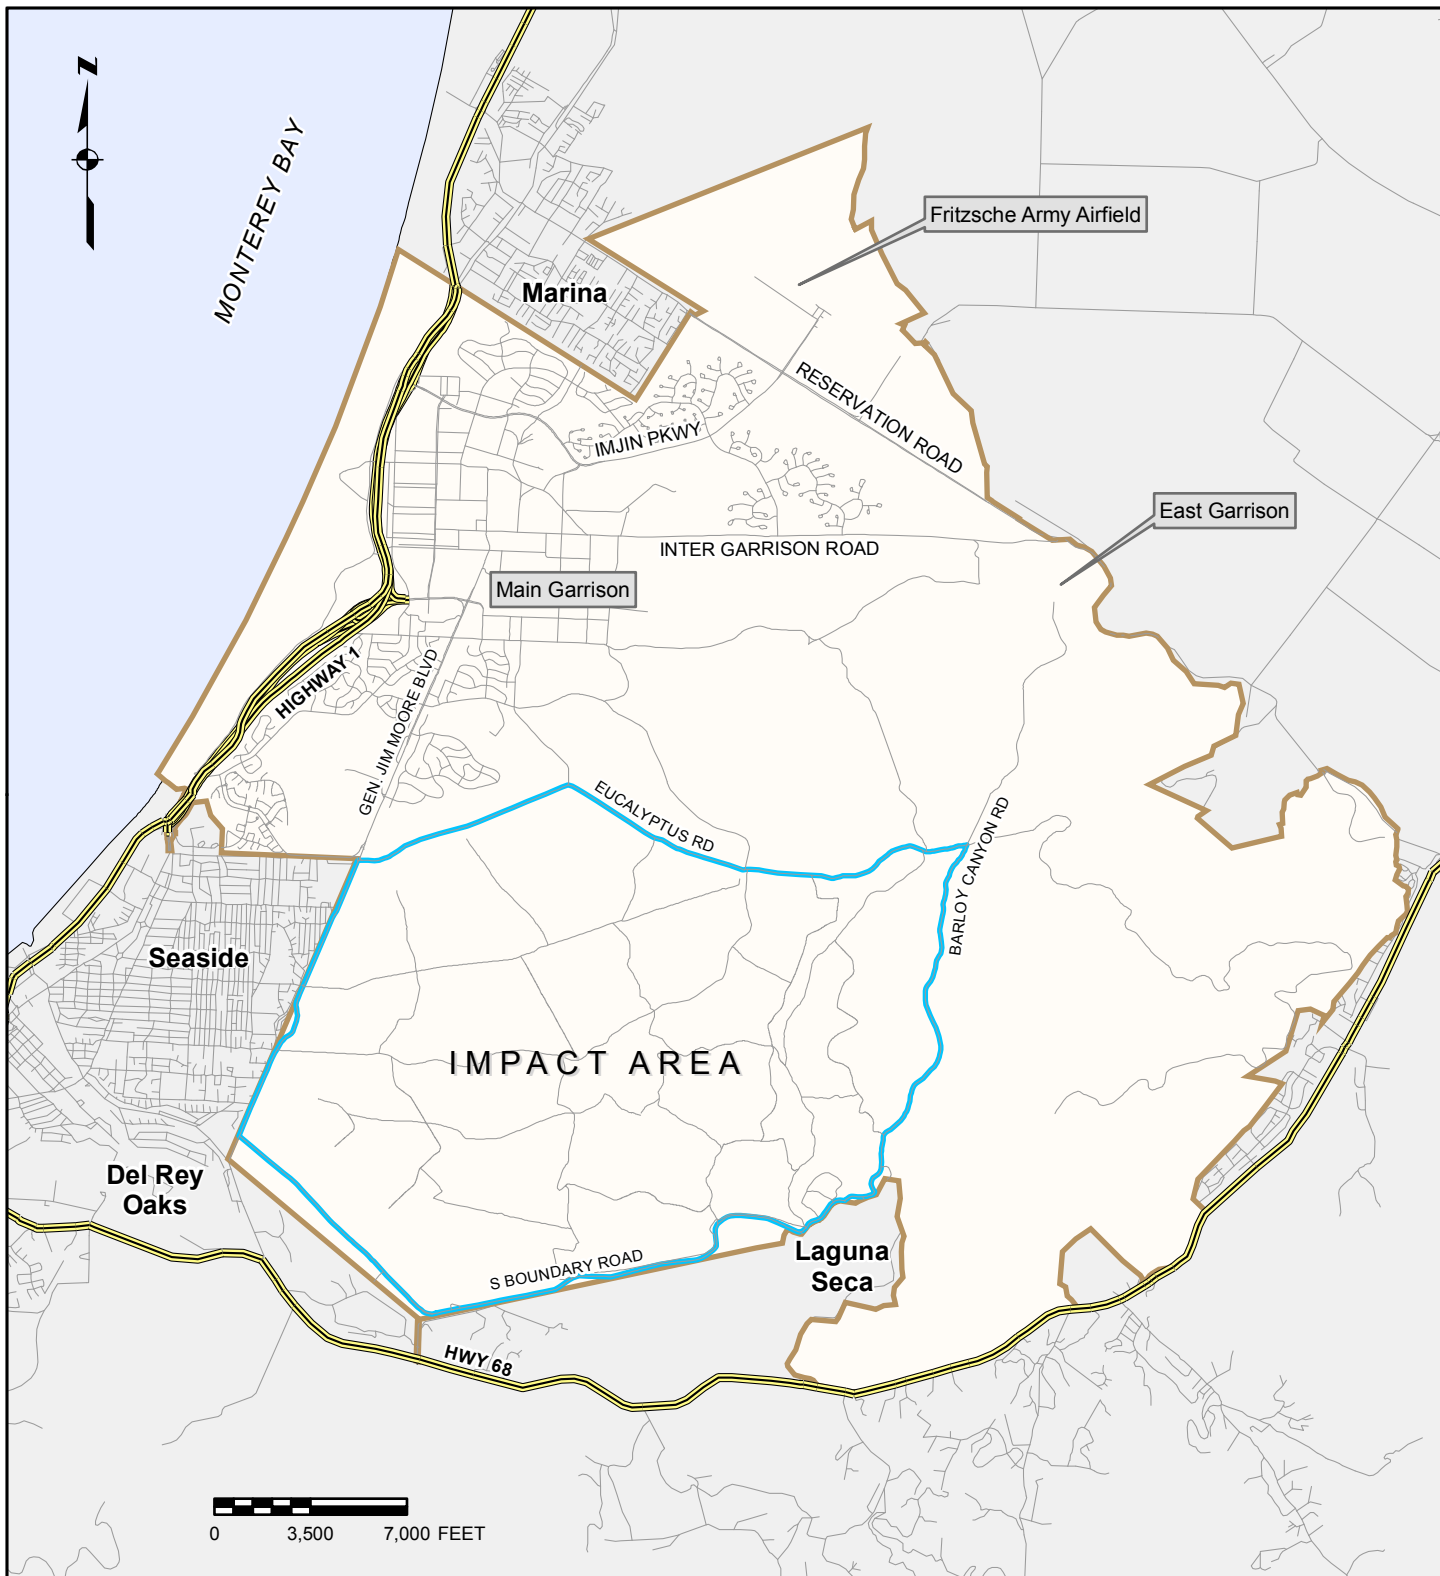 N
MONTEREY BAY
Fritzsche Army Airfield
Marina
RESERVATION ROAD
IMJIN PKWY
East Garrison
INTER GARRISON ROAD
Main Garrison
HIGHWAY 1
GEN. JIM MOORE BLVD
EUCALYPTUS RD
BARLOY CANYON RD
Seaside
IMPACT AREA
Del Rey
Oaks
S BOUNDARY ROAD
Laguna
Seca
HWY 68
0 3,500 7,000 FEET